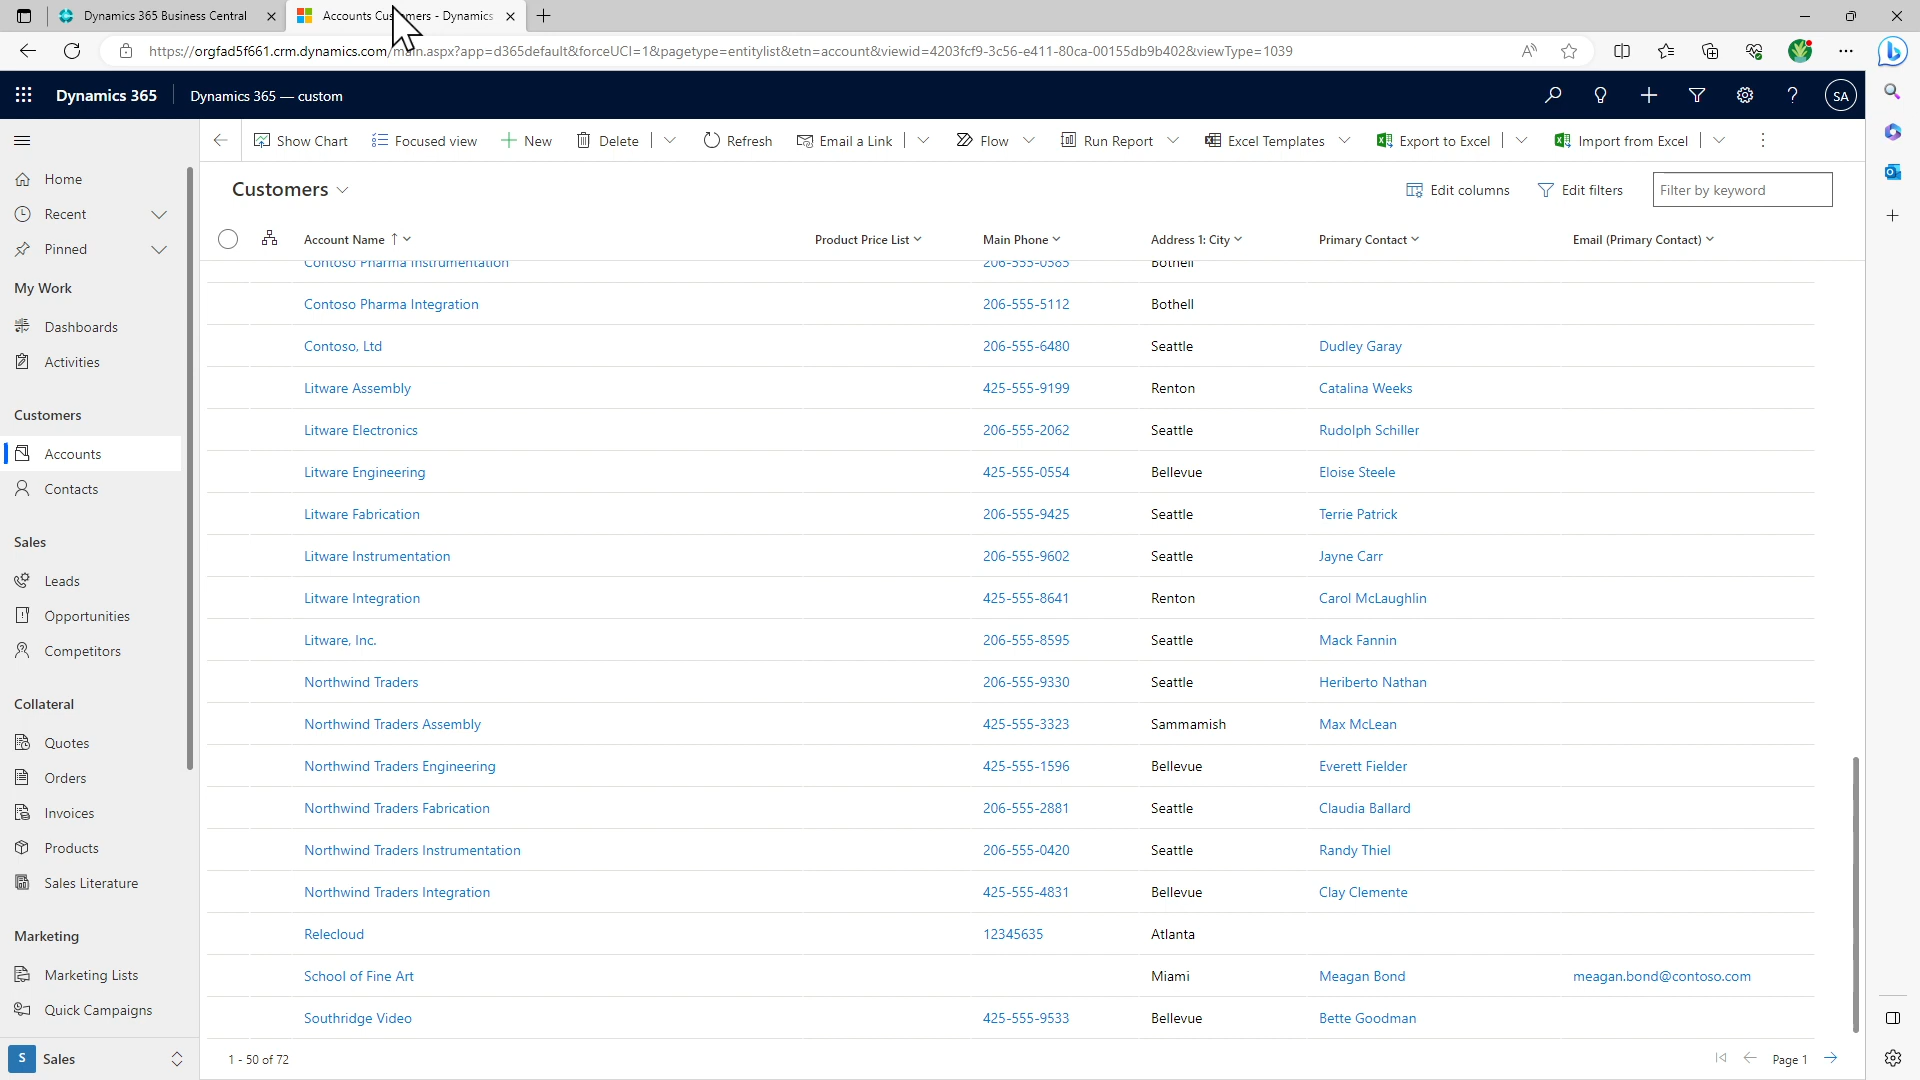 Dynamics 365 Business Central
Accounts Cu mers - Dynamics
https://orgfad5f661.crm.dynamics.com/main.aspx?app=d365default&forceUCI=1&pagetype=entitylist&etn=account&viewid=4203fcf9-3c56-e411-80ca-00155db9b402&viewType=1039
Dynamics 365
Dynamics 365 — custom
SA
Show Chart
Focused view
New
Delete
Refresh
Email a Link
Flow
Run Report
Excel Templates
Export to Excel
Import from Excel
Home
Recent
Pinned
My Work
Dashboards
Activities
Customers
Accounts
Contacts
Sales
Leads
Opportunities
Competitors
Collateral
Quotes
Orders
Invoices
Products
Sales Literature
Marketing
Marketing Lists
Quick Campaigns
S Sales
Customers
Edit columns
Edit filters
Filter by keyword
Account Name Product Price List Main Phone Address 1: City Primary Contact Email (Primary Contact)
Contoso Pharma Instrumentation 206-555-0585 Bothell
Contoso Pharma Integration 206-555-5112 Bothell
Contoso, Ltd 206-555-6480 Seattle Dudley Garay
Litware Assembly 425-555-9199 Renton Catalina Weeks
Litware Electronics 206-555-2062 Seattle Rudolph Schiller
Litware Engineering 425-555-0554 Bellevue Eloise Steele
Litware Fabrication 206-555-9425 Seattle Terrie Patrick
Litware Instrumentation 206-555-9602 Seattle Jayne Carr
Litware Integration 425-555-8641 Renton Carol McLaughlin
Litware, Inc. 206-555-8595 Seattle Mack Fannin
Northwind Traders 206-555-9330 Seattle Heriberto Nathan
Northwind Traders Assembly 425-555-3323 Sammamish Max McLean
Northwind Traders Engineering 425-555-1596 Bellevue Everett Fielder
Northwind Traders Fabrication 206-555-2881 Seattle Claudia Ballard
Northwind Traders Instrumentation 206-555-0420 Seattle Randy Thiel
Northwind Traders Integration 425-555-4831 Bellevue Clay Clemente
Relecloud 12345635 Atlanta
School of Fine Art Miami Meagan Bond meagan.bond@contoso.com
Southridge Video 425-555-9533 Bellevue Bette Goodman
1 - 50 of 72
Page 1